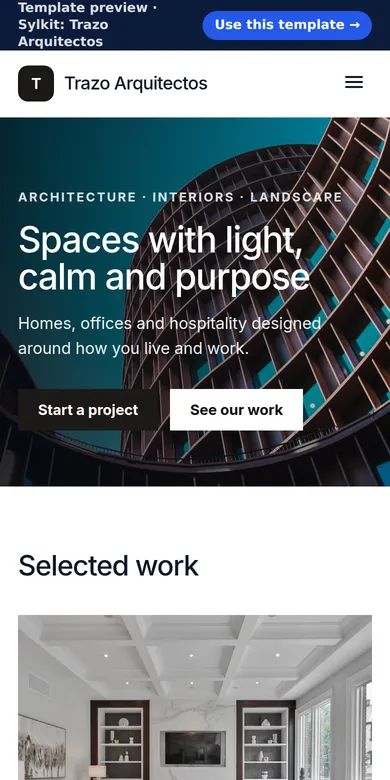 Template preview ·
Sylkit: Trazo
Arquitectos
Use this template →
T
Trazo Arquitectos
ARCHITECTURE · INTERIORS · LANDSCAPE
Spaces with light,
calm and purpose
Homes, offices and hospitality designed
around how you live and work.
Start a project
See our work
Selected work